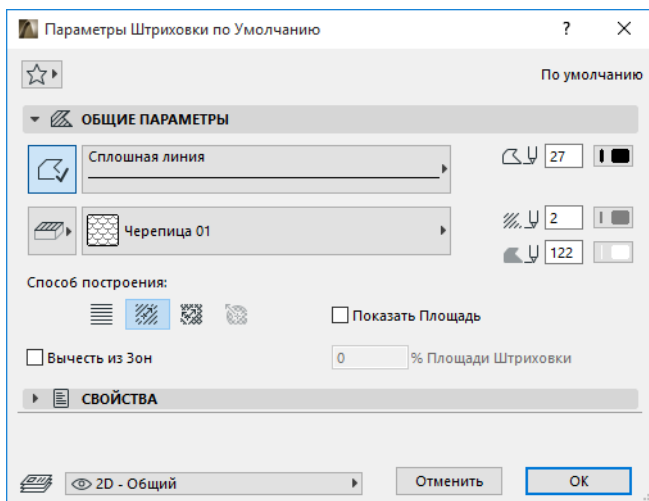 Параметры Штриховки по Умолчанию
?
По умолчанию
ОБЩИЕ ПАРАМЕТРЫ
Сплошная линия
27
Черепица 01
2
122
Способ построения:
Показать Площадь
Вычесть из Зон
0 % Площади Штриховки
СВОЙСТВА
2D - Общий
Отменить
OK